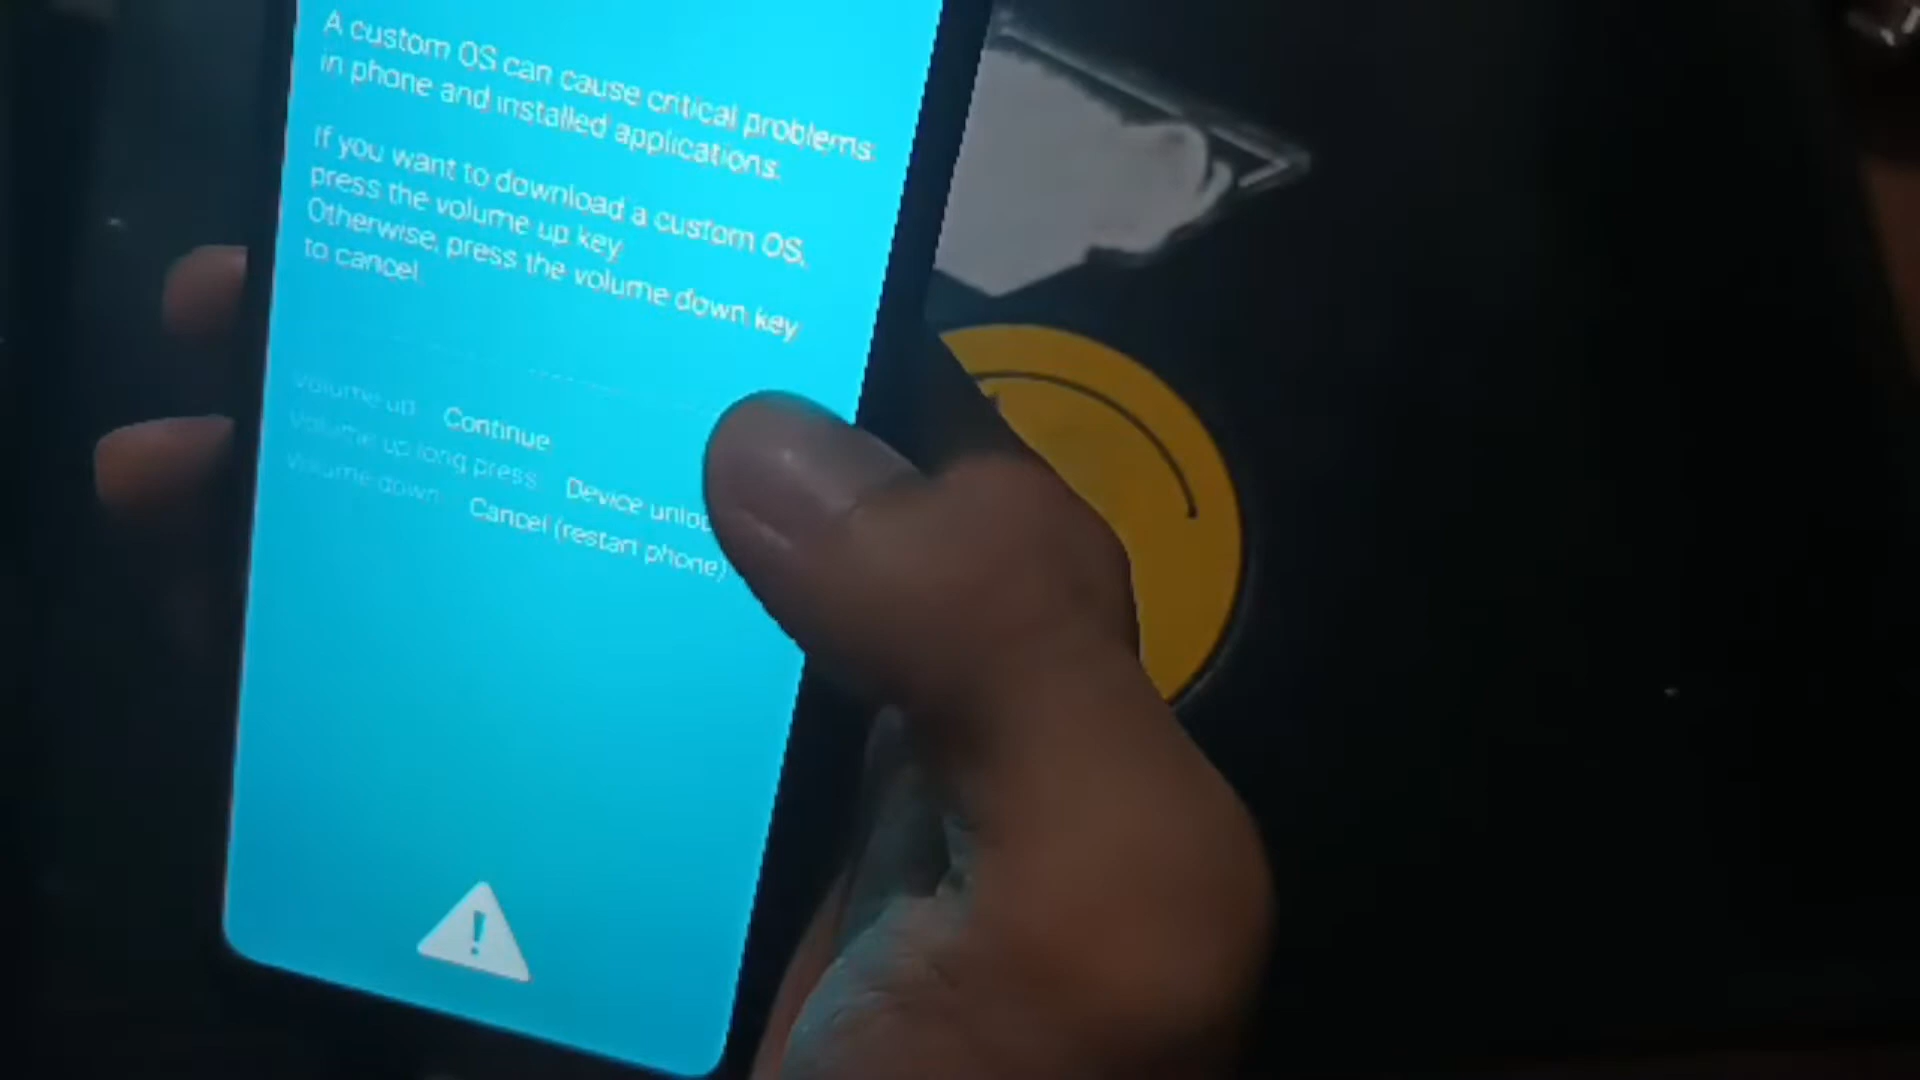 A custom OS can cause critical problems
in phone and installed applications.
If you want to download a custom OS,
press the volume up key
Otherwise, press the volume down key
to cancel.
Volume up: Continue
Volume up long press: Device unlo
Volume down: Cancel (restart phone)